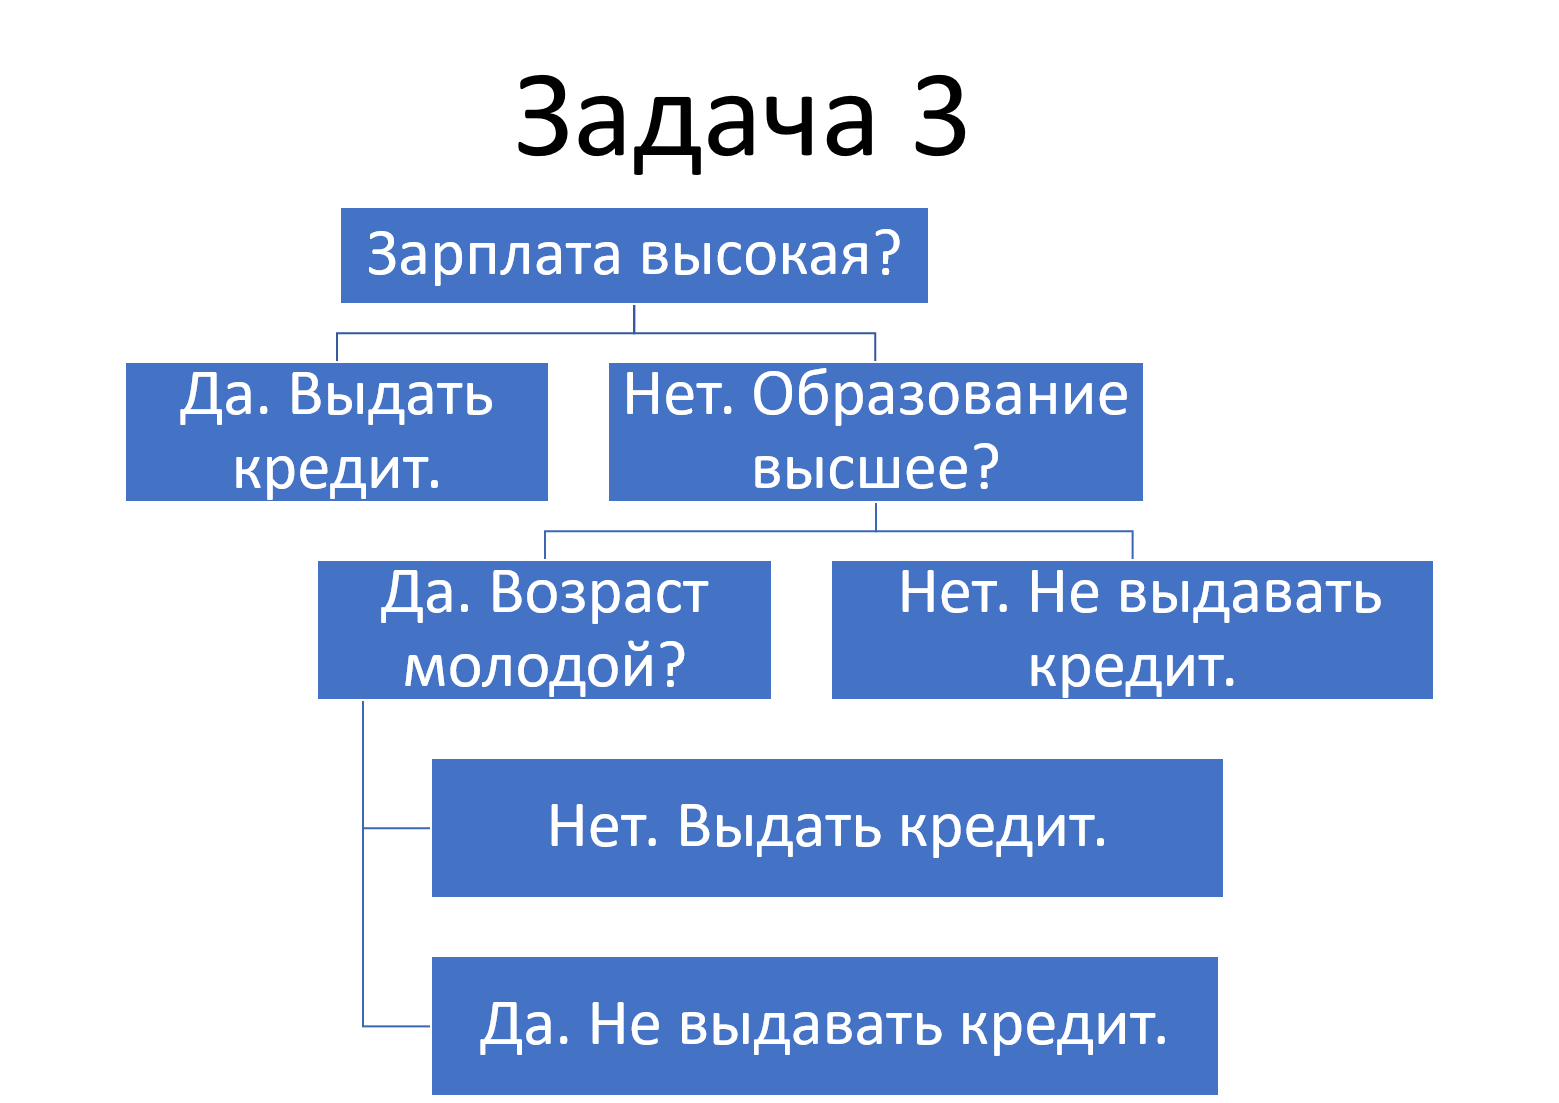 Задача 3
Зарплата высокая?
Да. Выдать
кредит.
Нет. Образование
высшее?
Да. Возраст
молодой?
Нет. Не выдавать
кредит.
Нет. Выдать кредит.
Да. Не выдавать кредит.